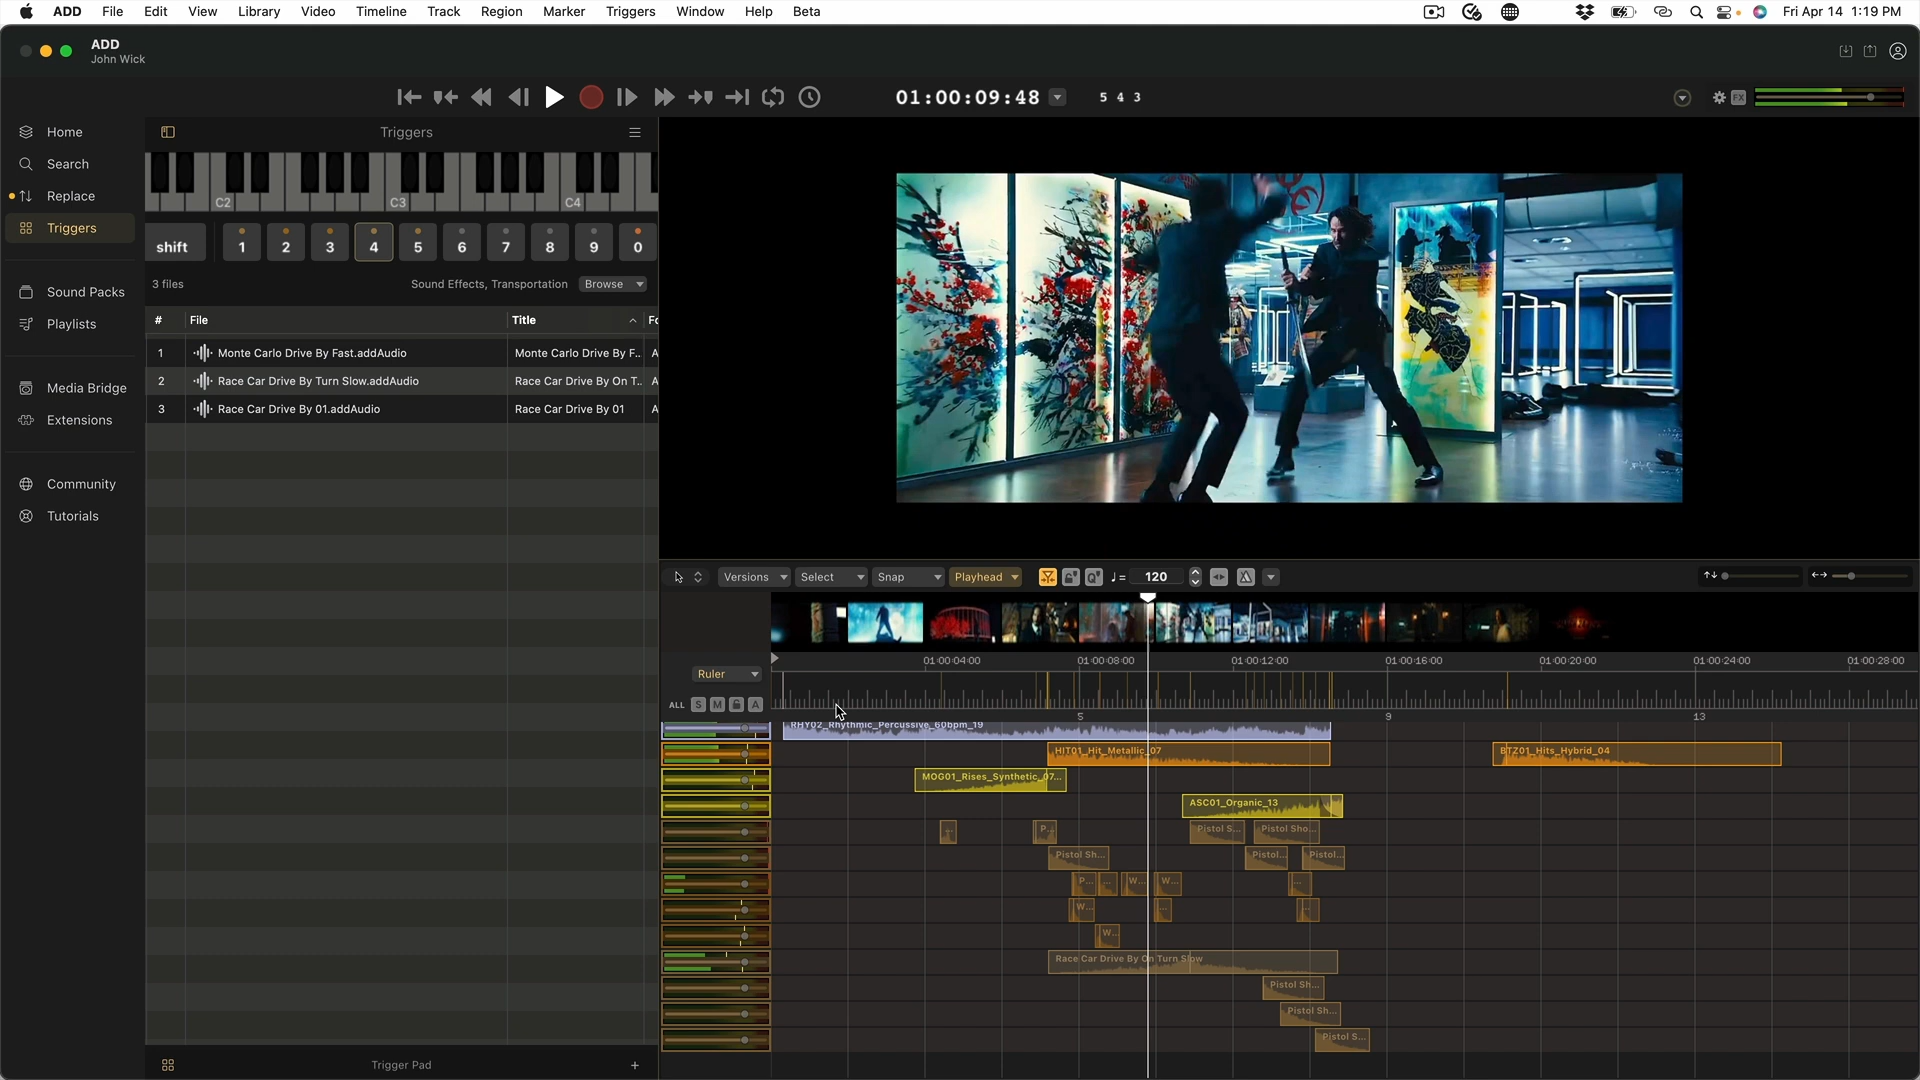 ADD File Edit View Library Video Timeline Track Region Marker Triggers Window Help Beta Fri Apr 14 1:19 PM
ADD
John Wick
01:00:09:48 5 4 3 FX
Home
Search
Replace
Triggers
Sound Packs
Playlists
Media Bridge
Extensions
Community
Tutorials
Triggers
C2 C3 C4
shift 1 2 3 4 5 6 7 8 9 0
3 files Sound Effects, Transportation Browse
# File Title Fo
1 Monte Carlo Drive By Fast.addAudio Monte Carlo Drive By F.. A
2 Race Car Drive By Turn Slow.addAudio Race Car Drive By On T.. A
3 Race Car Drive By 01.addAudio Race Car Drive By 01 A
Trigger Pad +
Versions Select Snap Playhead Q = 120
01:00:04:00 01:00:08:00 01:00:12:00 01:00:16:00 01:00:20:00 01:00:24:00 01:00:28:00
Ruler
ALL S M A
5 9 13
RHY02_Rhythmic_Percussive_60bpm_19
HIT01_Hit_Metallic_07 BTZ01_Hits_Hybrid_04
MOG01_Rises_Synthetic_07...
ASC01_Organic_13
... P... Pistol S... Pistol Sho...
Pistol Sh... Pistol... Pistol...
P... ... W... W... ...
W... ... ...
W...
Race Car Drive By On Turn Slow
Pistol Sh...
Pistol Sh...
Pistol S...